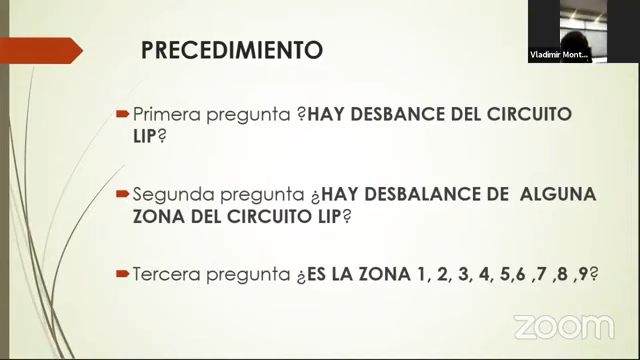 Vladimir Mont...
PRECEDIMIENTO
Primera pregunta ?HAY DESBANCE DEL CIRCUITO
LIP?
Segunda pregunta ¿HAY DESBALANCE DE ALGUNA
ZONA DEL CIRCUITO LIP?
Tercera pregunta ¿ES LA ZONA 1, 2, 3, 4, 5,6 ,7 ,8 ,9?
zoom